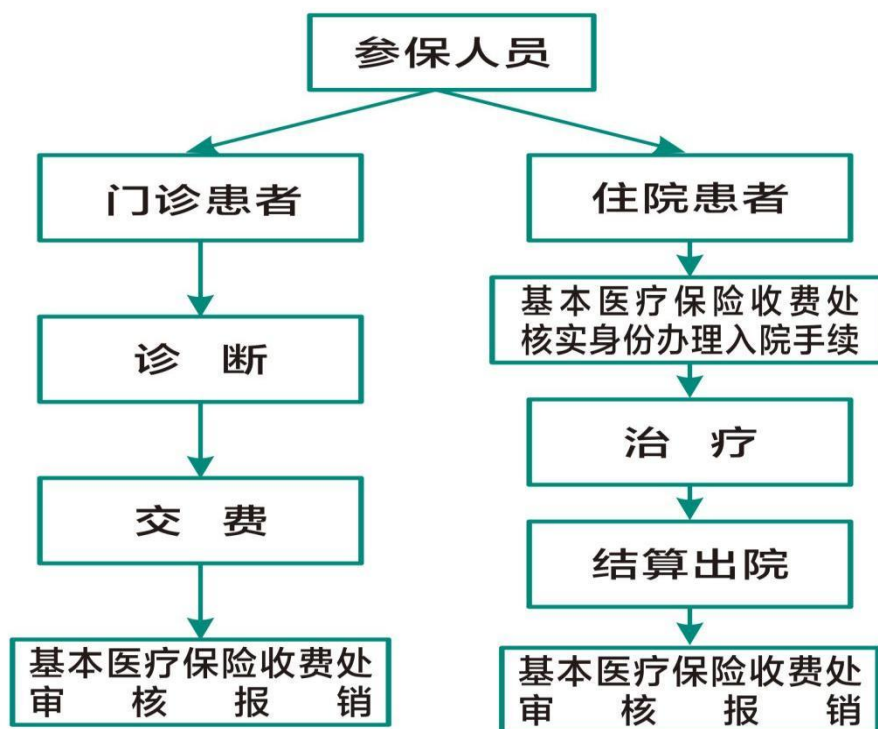 参保人员
门诊患者
诊断
交费
基本医疗保险收费处
审核报销
住院患者
基本医疗保险收费处
核实身份办理入院手续
治疗
结算出院
基本医疗保险收费处
审核报销